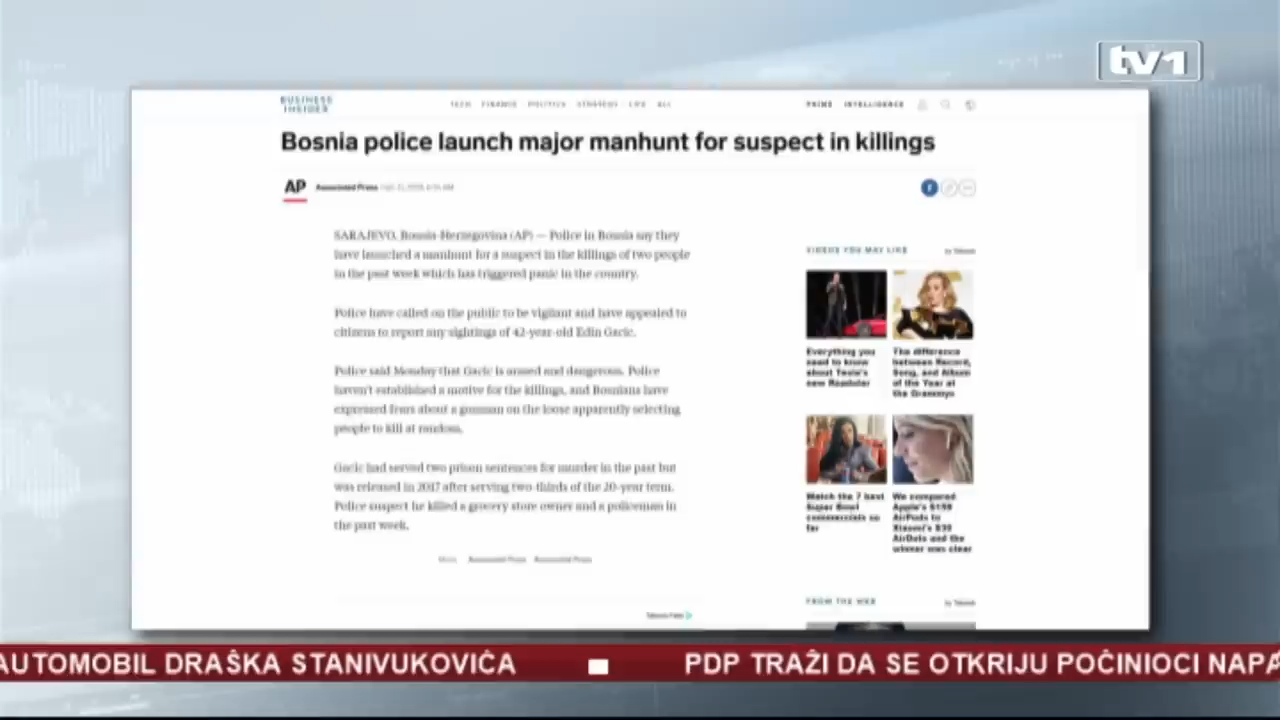 tv1
BUSINESS
INSIDER
TECH FINANCE POLITICS STRATEGY LIFE ALL
PRIME INTELLIGENCE
Bosnia police launch major manhunt for suspect in killings
AP Associated Press
SARAJEVO, Bosnia-Herzegovina (AP) — Police in Bosnia say they
have launched a manhunt for a suspect in the killings of two people
in the past week which has triggered panic in the country.
Police have called on the public to be vigilant and have appealed to
citizens to report any sightings of 42-year-old Edin Gacic.
Police said Monday that Gacic is armed and dangerous. Police
haven't established a motive for the killings, and Bosnians have
expressed fears about a gunman on the loose apparently selecting
people to kill at random.
Gacic had served two prison sentences for murder in the past but
was released in 2017 after serving two-thirds of the 20-year term.
Police suspect he killed a grocery store owner and a policeman in
the past week.
More: Associated Press Associated Press
VIDEOS YOU MAY LIKE
by Taboola
Everything you
need to know
about Tesla's
new Roadster
The difference
between Record,
Song, and Album
of the Year at
the Grammys
Watch the 7 best
Super Bowl
commercials so
far
We compared
Apple's $159
AirPods to
Xiaomi's $30
AirDots and the
winner was clear
FROM THE WEB
by Taboola
AUTOMOBIL DRAŠKA STANIVUKOVIĆA
PDP TRAŽI DA SE OTKRIJU POČINIOCI NAPA